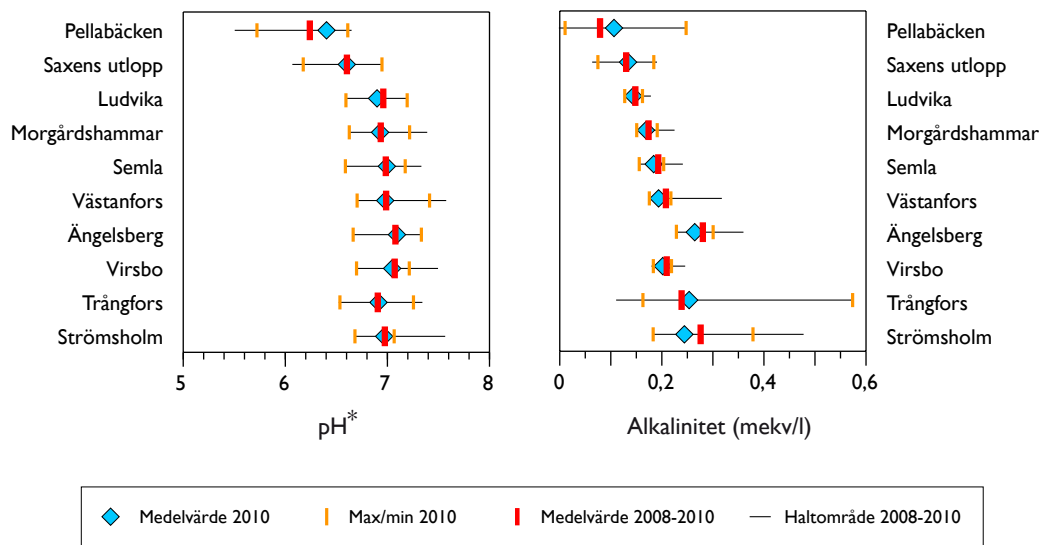 Pellabäcken
Saxens utlopp
Ludvika
Morgårdshammar
Semla
Västanfors
Ängelsberg
Virsbo
Trångfors
Strömsholm
5 6 7 8
pH*
0 0,2 0,4 0,6
Alkalinitet (mekv/l)
Pellabäcken
Saxens utlopp
Ludvika
Morgårdshammar
Semla
Västanfors
Ängelsberg
Virsbo
Trångfors
Strömsholm
Medelvärde 2010 Max/min 2010 Medelvärde 2008-2010 Haltområde 2008-2010